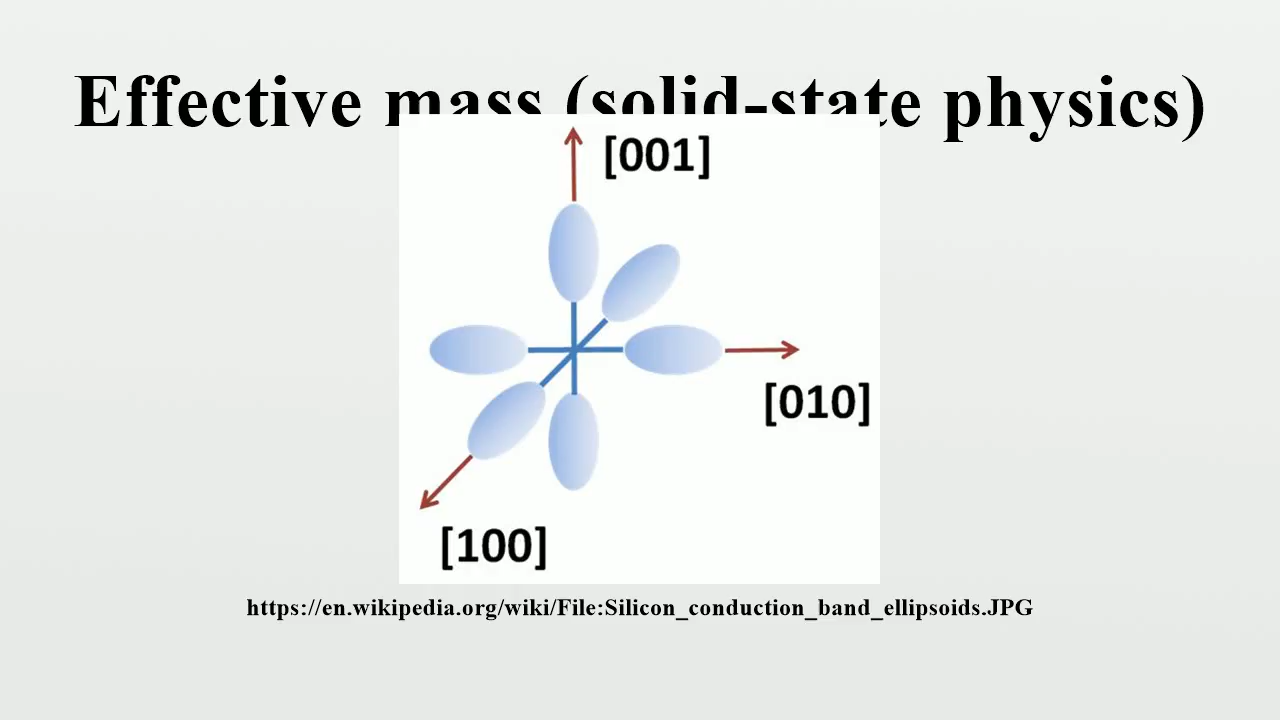 Effective mass (solid-state physics)
[001]
[010]
[100]
https://en.wikipedia.org/wiki/File:Silicon_conduction_band_ellipsoids.JPG